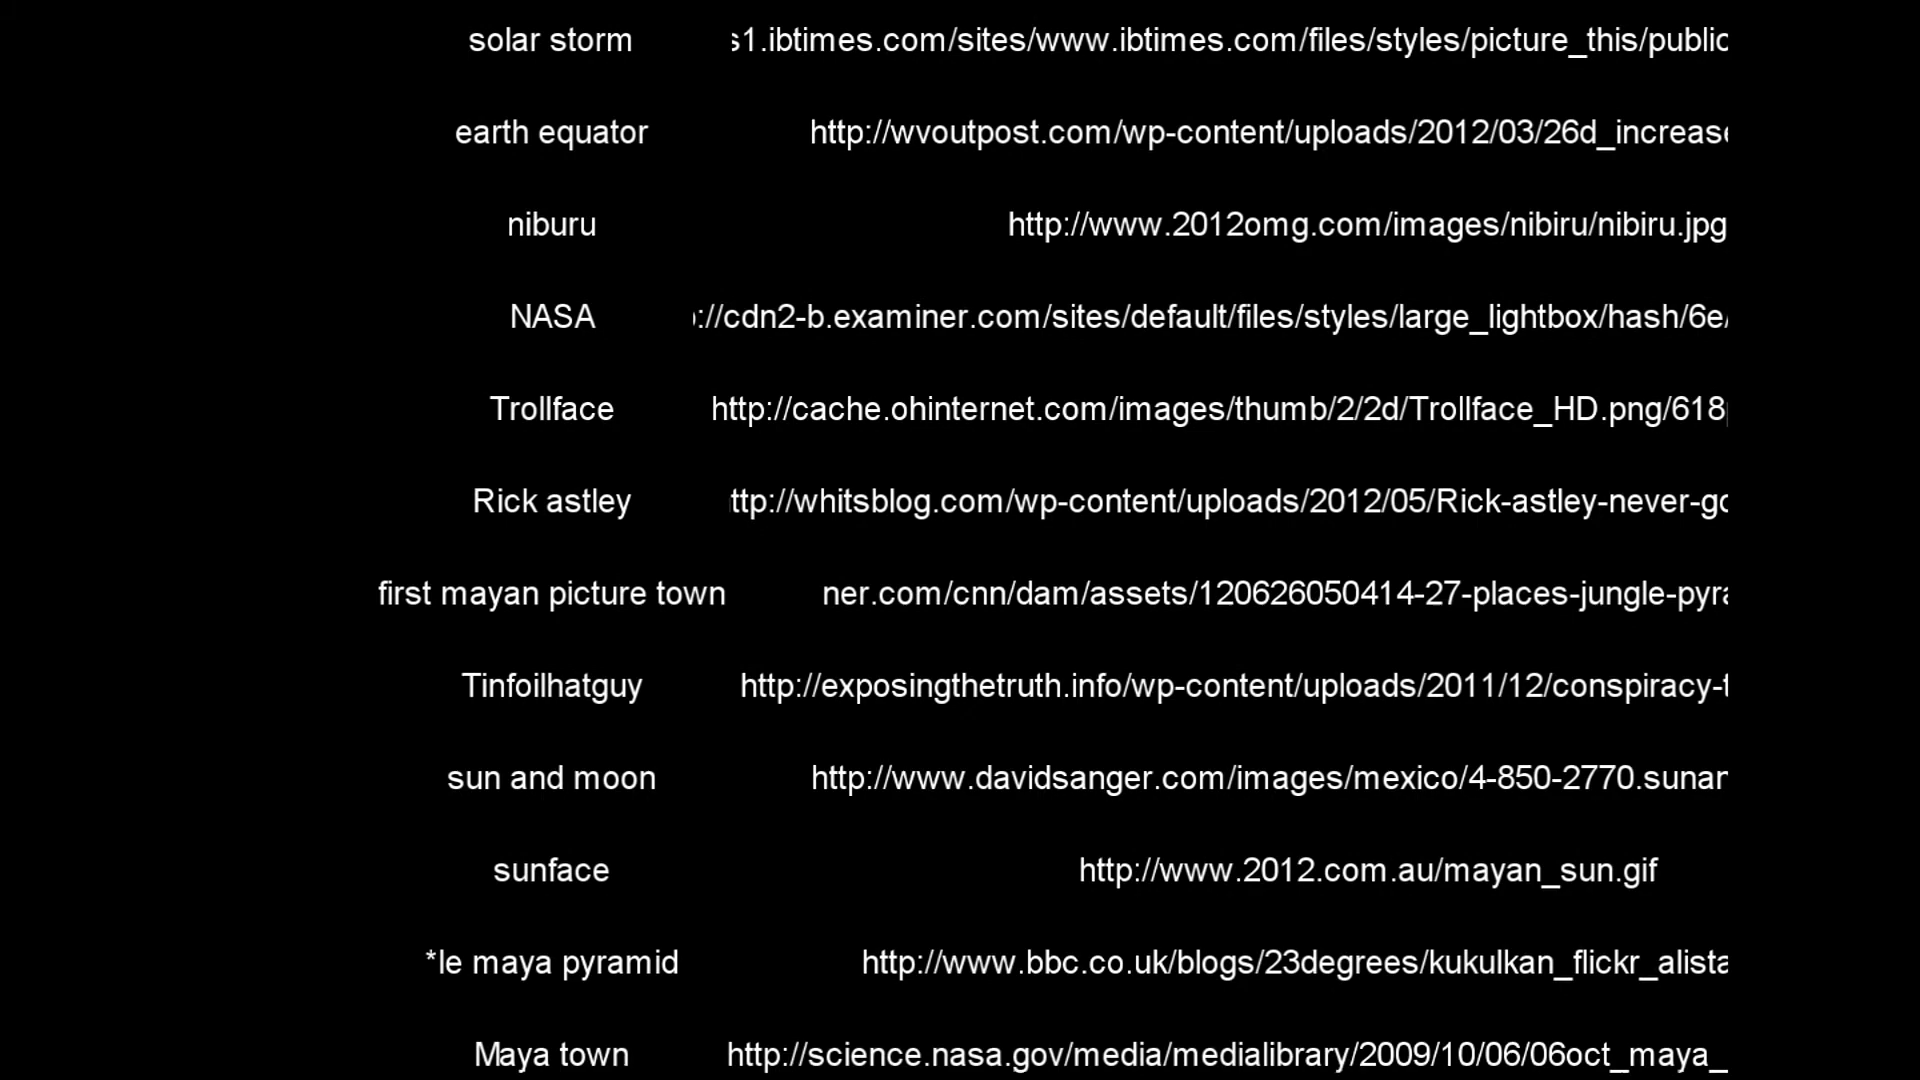 solar storm s1.ibtimes.com/sites/www.ibtimes.com/files/styles/picture_this/public
earth equator http://wvoutpost.com/wp-content/uploads/2012/03/26d_increase
niburu http://www.2012omg.com/images/nibiru/nibiru.jpg
NASA ://cdn2-b.examiner.com/sites/default/files/styles/large_lightbox/hash/6e/
Trollface http://cache.ohinternet.com/images/thumb/2/2d/Trollface_HD.png/618
Rick astley ttp://whitsblog.com/wp-content/uploads/2012/05/Rick-astley-never-go
first mayan picture town ner.com/cnn/dam/assets/120626050414-27-places-jungle-pyra
Tinfoilhatguy http://exposingthetruth.info/wp-content/uploads/2011/12/conspiracy-t
sun and moon http://www.davidsanger.com/images/mexico/4-850-2770.sunan
sunface http://www.2012.com.au/mayan_sun.gif
*le maya pyramid http://www.bbc.co.uk/blogs/23degrees/kukulkan_flickr_alista
Maya town http://science.nasa.gov/media/medialibrary/2009/10/06/06oct_maya_